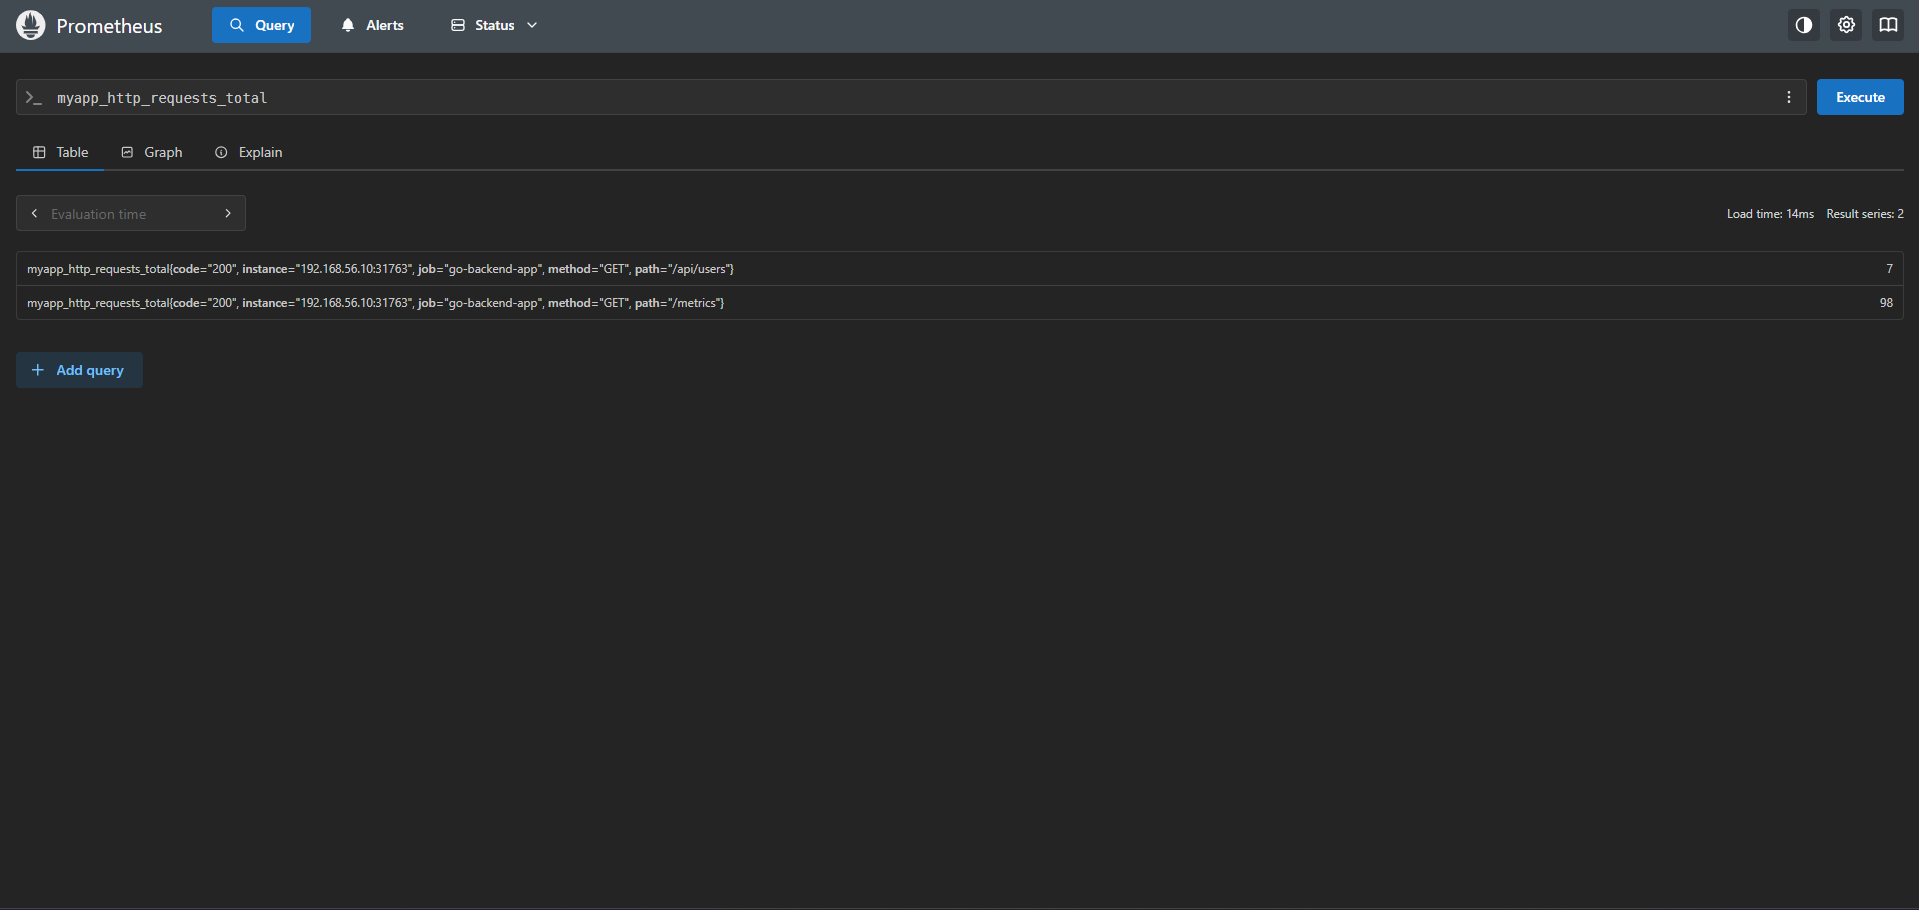 Prometheus Query Alerts Status
>_ myapp_http_requests_total Execute
Table Graph Explain
Evaluation time Load time: 14ms Result series: 2
myapp_http_requests_total{code="200", instance="192.168.56.10:31763", job="go-backend-app", method="GET", path="/api/users"} 7
myapp_http_requests_total{code="200", instance="192.168.56.10:31763", job="go-backend-app", method="GET", path="/metrics"} 98
Add query